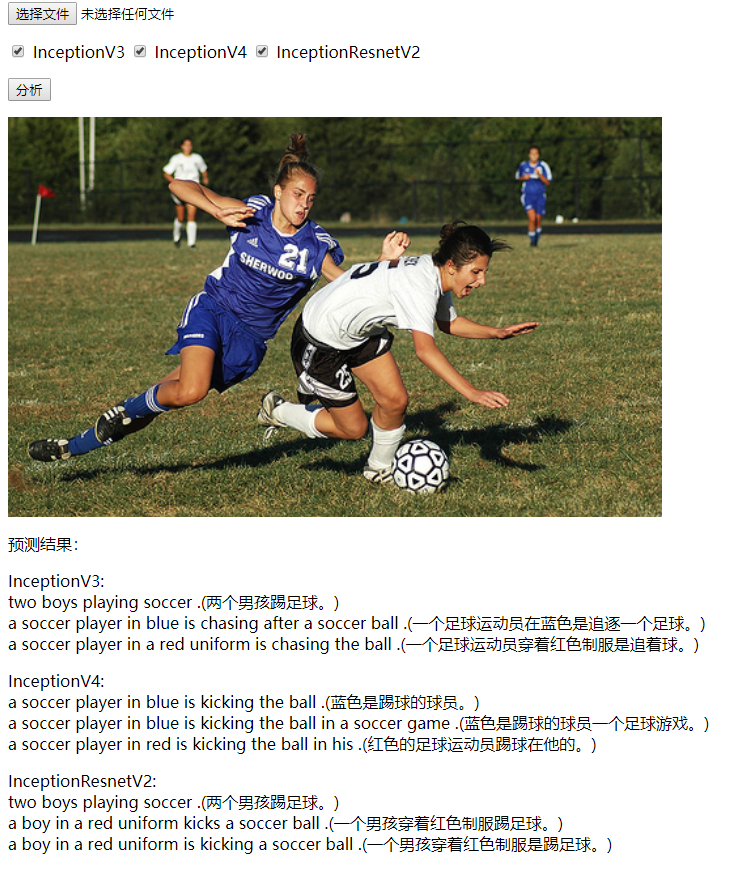 选择文件 未选择任何文件
InceptionV3 InceptionV4 InceptionResnetV2
分析
21
SHERWOO
25
预测结果：
InceptionV3:
two boys playing soccer .(两个男孩踢足球。)
a soccer player in blue is chasing after a soccer ball .(一个足球运动员在蓝色是追逐一个足球。)
a soccer player in a red uniform is chasing the ball .(一个足球运动员穿着红色制服是追着球。)
InceptionV4:
a soccer player in blue is kicking the ball .(蓝色是踢球的球员。)
a soccer player in blue is kicking the ball in a soccer game .(蓝色是踢球的球员一个足球游戏。)
a soccer player in red is kicking the ball in his .(红色的足球运动员踢球在他的。)
InceptionResnetV2:
two boys playing soccer .(两个男孩踢足球。)
a boy in a red uniform kicks a soccer ball .(一个男孩穿着红色制服踢足球。)
a boy in a red uniform is kicking a soccer ball .(一个男孩穿着红色制服是踢足球。)